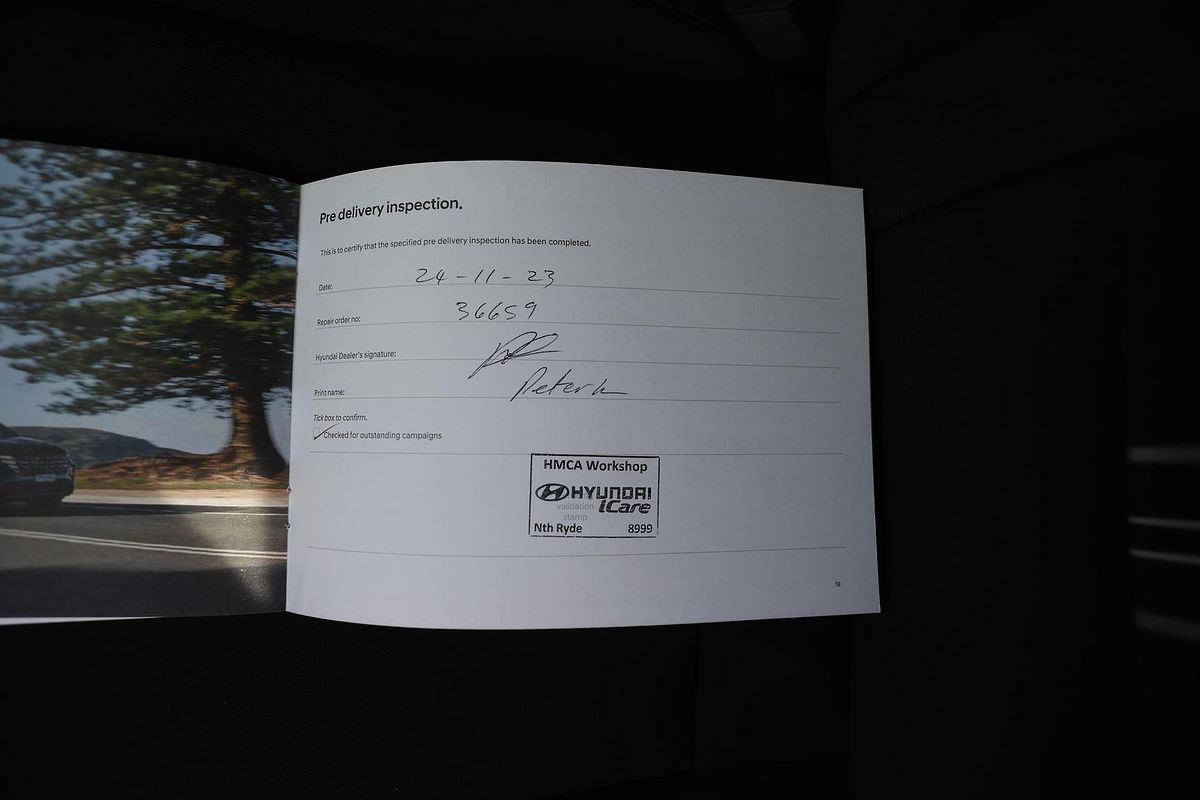 Pre delivery inspection.
This is to certify that the specified pre delivery inspection has been completed.
Date: 24-11-23
Repair order no: 36659
Hyundai Dealer's signature:
Print name: Peter
Tick box to confirm.
Checked for outstanding campaigns
HMCA Workshop
HYUNDAI
iCare
validation
stamp
Nth Ryde 8999
19